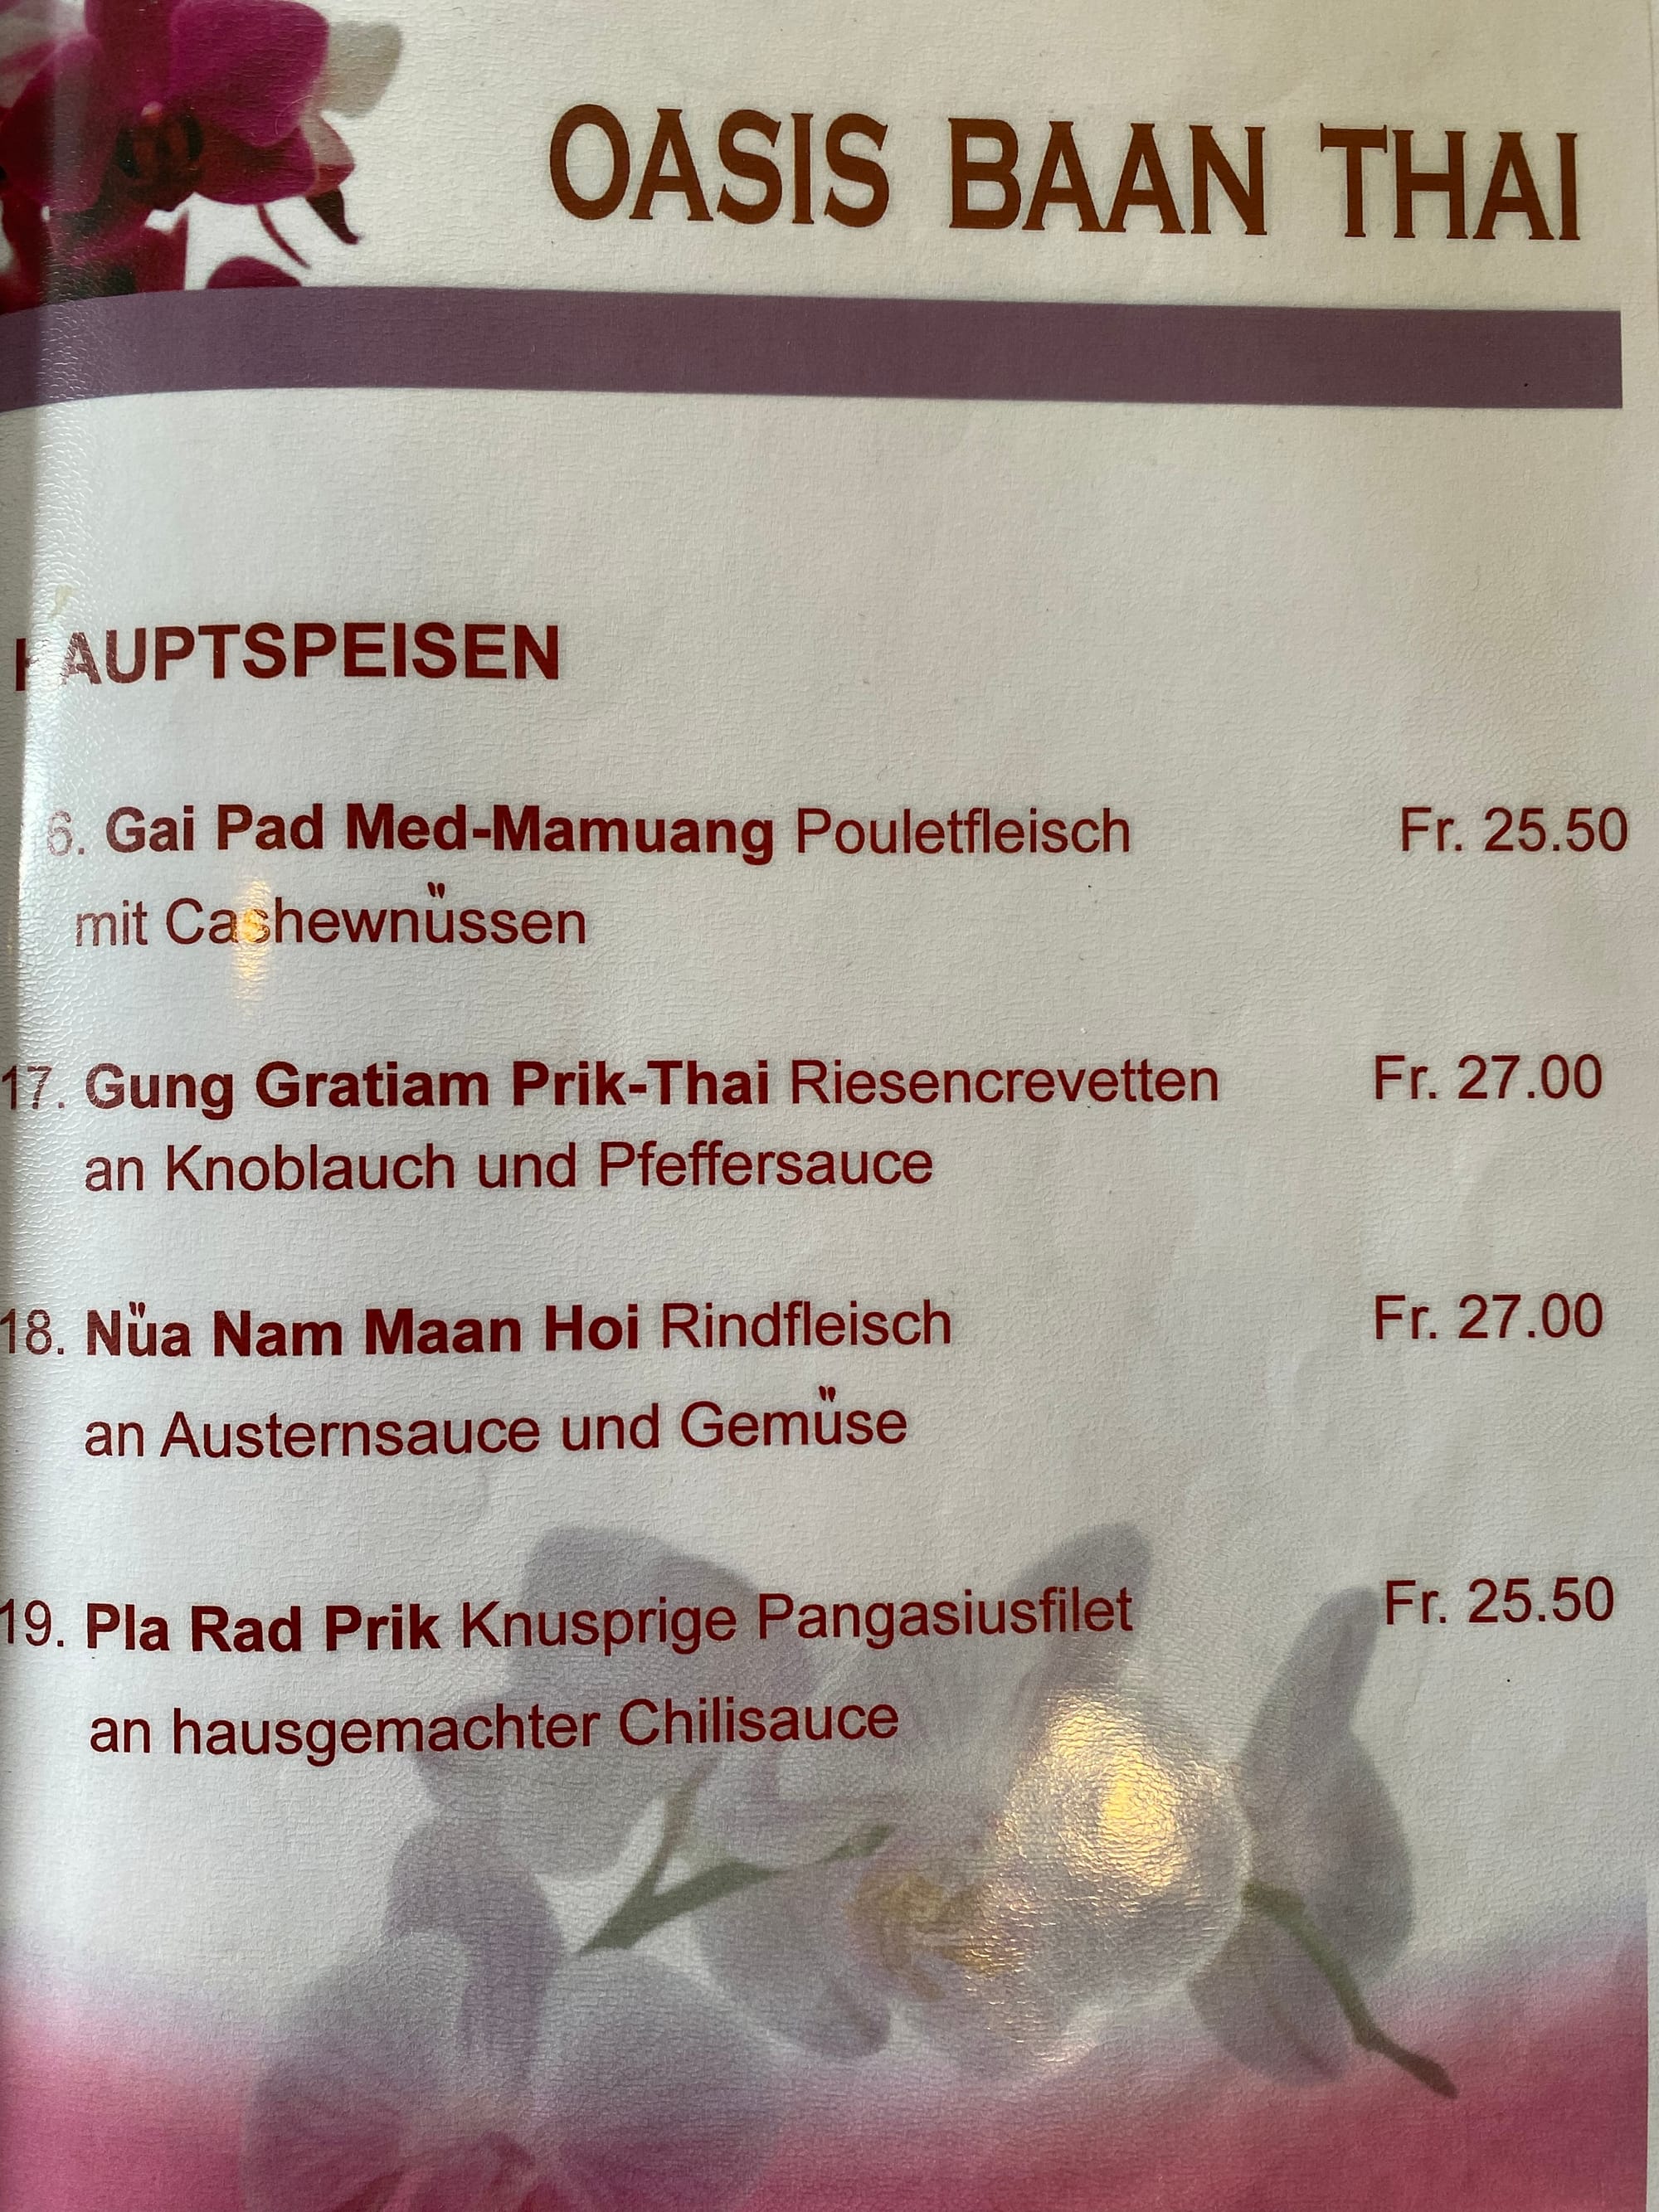 OASIS BAAN THAI
HAUPTSPEISEN
6. Gai Pad Med-Mamuang Pouletfleisch Fr. 25.50
mit Cashewnüssen
17. Gung Gratiam Prik-Thai Riesencrevetten Fr. 27.00
an Knoblauch und Pfeffersauce
18. Nüa Nam Maan Hoi Rindfleisch Fr. 27.00
an Austernsauce und Gemüse
19. Pla Rad Prik Knusprige Pangasiusfilet Fr. 25.50
an hausgemachter Chilisauce